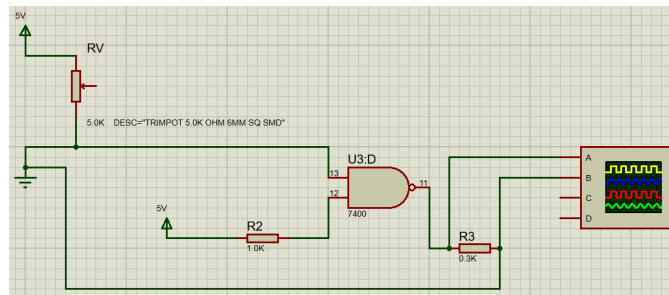 5V
RV
5.0K DESC="TRIMPOT 5.0K OHM 6MM SQ SMD"
U3:D
13
11
12
7400
5V
R2
1.0K
R3
0.3K
A
B
C
D